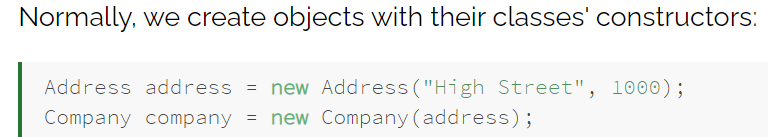 Normally, we create objects with their classes' constructors:
Address address = new Address("High Street", 1000);
Company company = new Company(address);